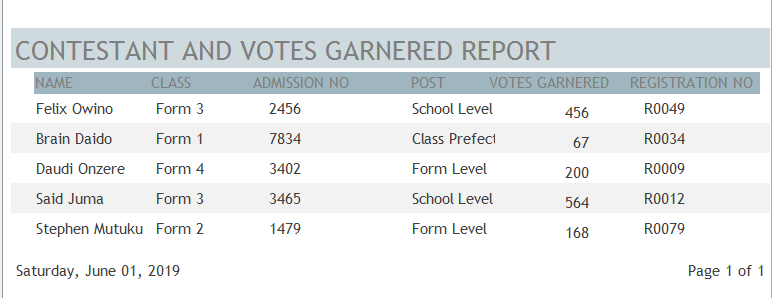 CONTESTANT AND VOTES GARNERED REPORT
NAME CLASS ADMISSION NO POST VOTES GARNERED REGISTRATION NO
Felix Owino Form 3 2456 School Level 456 R0049
Brain Daido Form 1 7834 Class Prefect 67 R0034
Daudi Onzere Form 4 3402 Form Level 200 R0009
Said Juma Form 3 3465 School Level 564 R0012
Stephen Mutuku Form 2 1479 Form Level 168 R0079
Saturday, June 01, 2019 Page 1 of 1